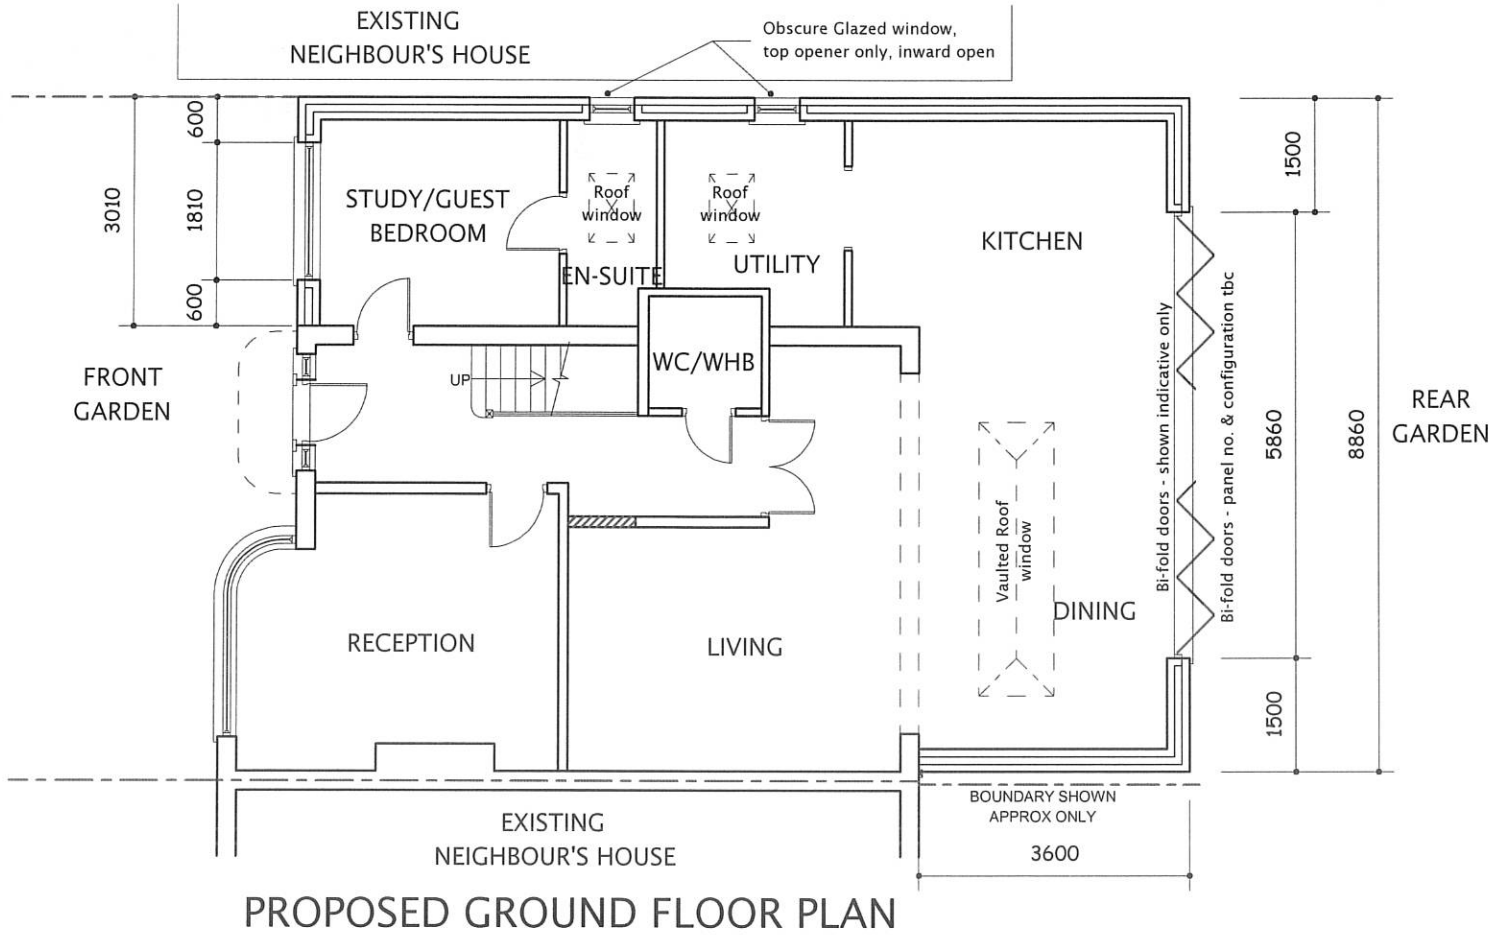 EXISTING
NEIGHBOUR'S HOUSE
Obscure Glazed window,
top opener only, inward open
600
1810
600
3010
STUDY/GUEST
BEDROOM
Roof
window
EN-SUITE
Roof
window
UTILITY
KITCHEN
1500
WC/WHB
UP
FRONT
GARDEN
Bi-fold doors - shown indicative only
Bi-fold doors - panel no. & configuration tbc
5860
8860
REAR
GARDEN
Vaulted Roof
window
DINING
RECEPTION
LIVING
1500
BOUNDARY SHOWN
APPROX ONLY
3600
EXISTING
NEIGHBOUR'S HOUSE
PROPOSED GROUND FLOOR PLAN